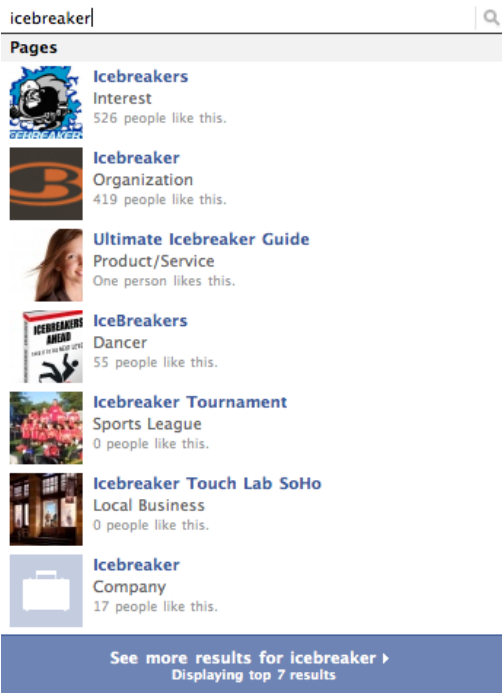 icebreaker
Pages
Icebreakers
Interest
526 people like this.
Icebreaker
Organization
419 people like this.
Ultimate Icebreaker Guide
Product/Service
One person likes this.
ICEBREAKERS
AHEAD
IceBreakers
Dancer
55 people like this.
Icebreaker Tournament
Sports League
0 people like this.
Icebreaker Touch Lab SoHo
Local Business
0 people like this.
Icebreaker
Company
17 people like this.
See more results for icebreaker
Displaying top 7 results